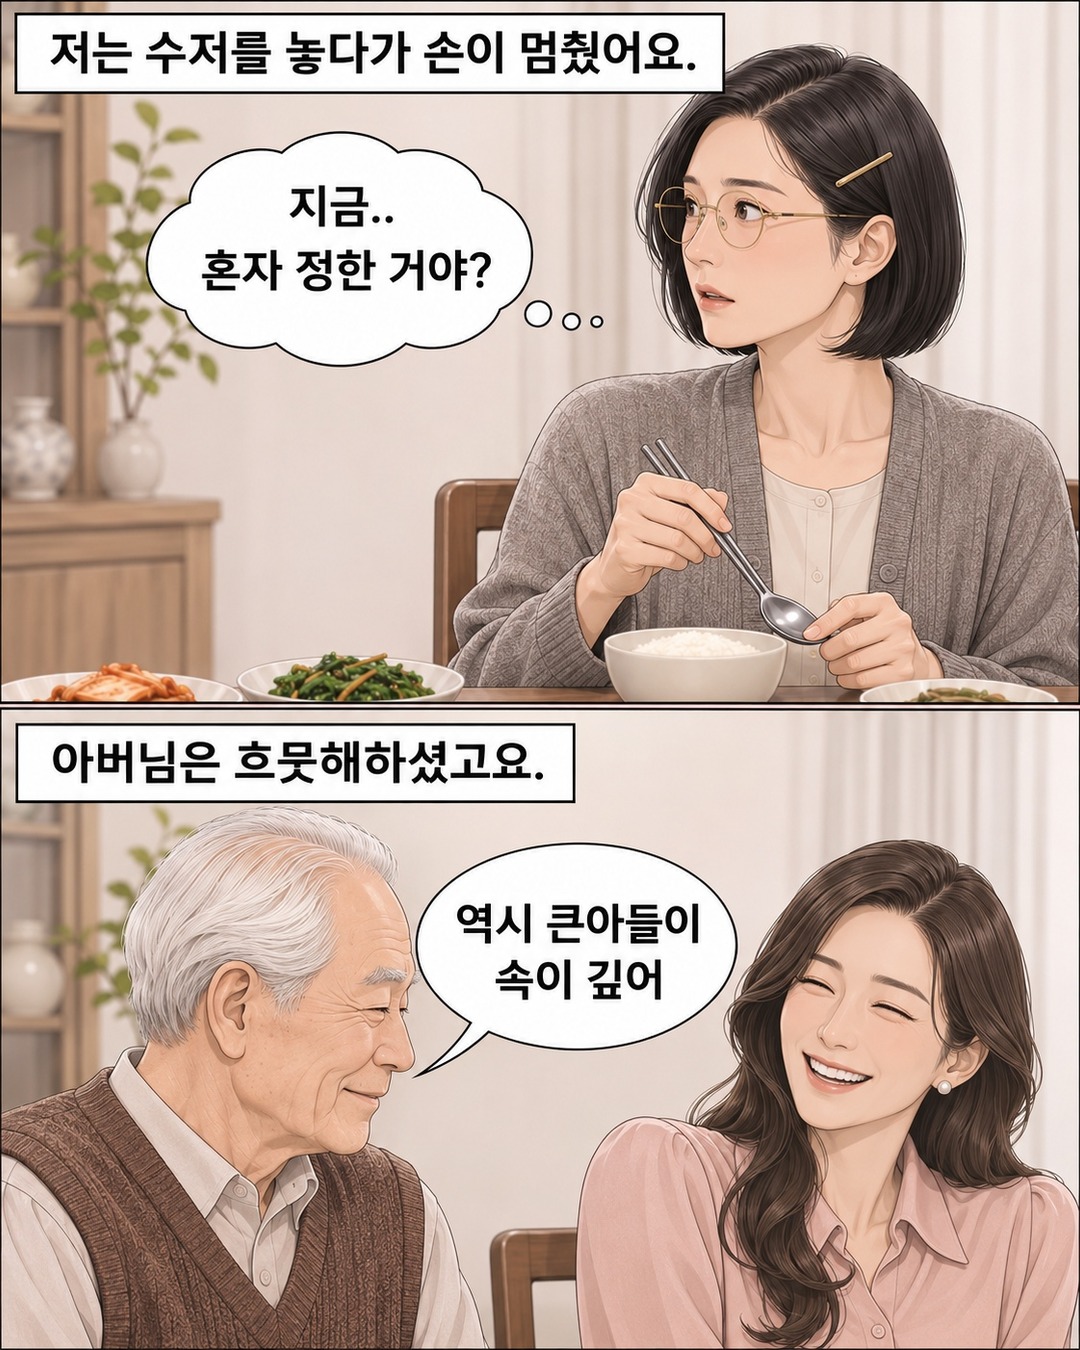 저는 수저를 놓다가 손이 멈췄어요.
지금..
혼자 정한 거야?
아버님은 흐뭇해하셨고요.
역시 큰아들이
속이 깊어